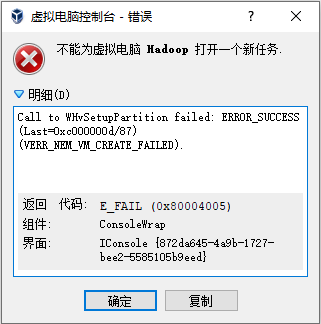 虚拟电脑控制台 - 错误
不能为虚拟电脑 Hadoop 打开一个新任务.
明细(D)
Call to WHvSetupPartition failed: ERROR_SUCCESS
(Last=0xc000000d/87)
(VERR_NEM_VM_CREATE_FAILED).
返回 代码: E_FAIL (0x80004005)
组件: ConsoleWrap
界面: IConsole {872da645-4a9b-1727-
bee2-5585105b9eed}
确定 复制